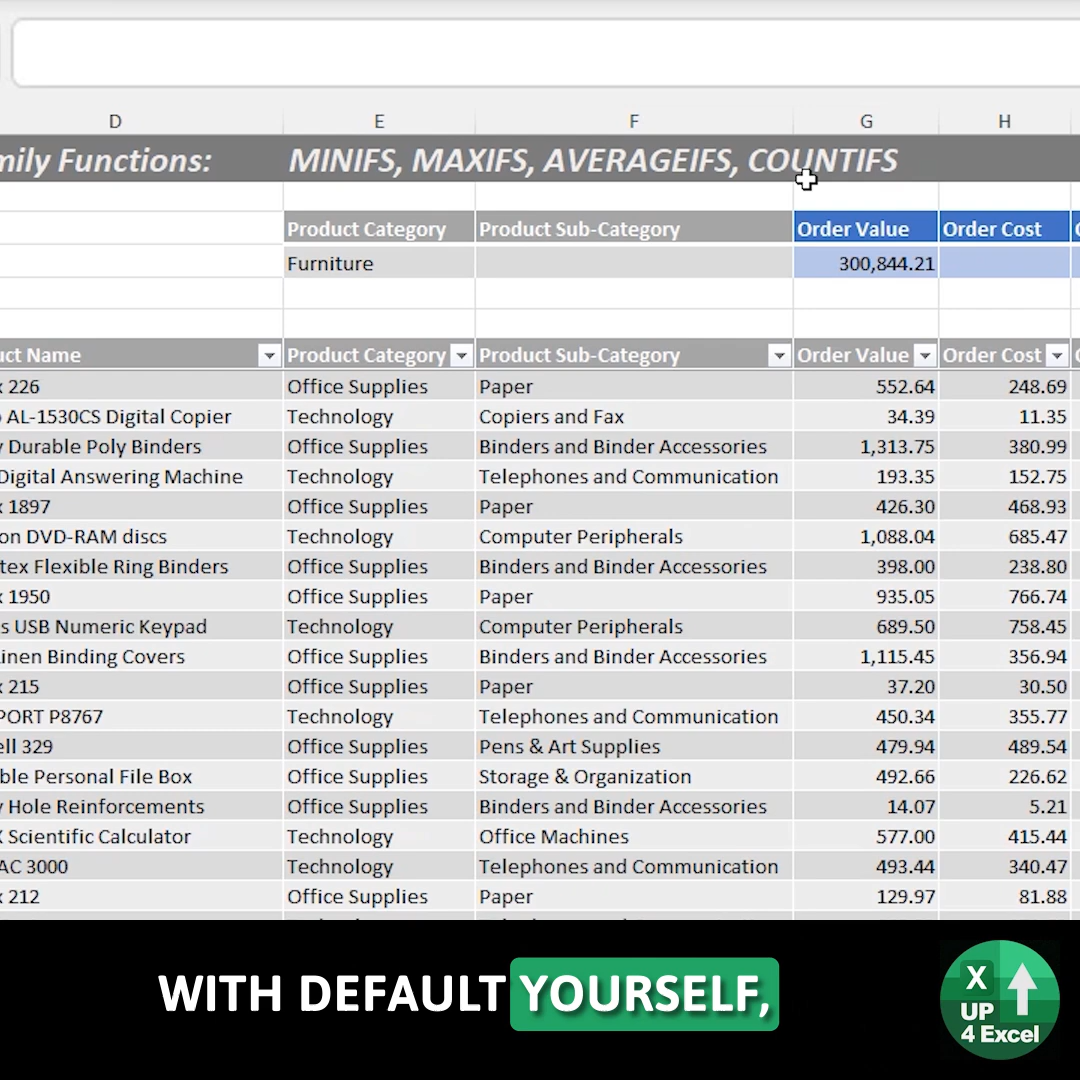 D E F G H
mily Functions: MINIFS, MAXIFS, AVERAGEIFS, COUNTIFS
Product Category Product Sub-Category Order Value Order Cost
Furniture 300,844.21
uct Name Product Category Product Sub-Category Order Value Order Cost
x 226 Office Supplies Paper 552.64 248.69
AL-1530CS Digital Copier Technology Copiers and Fax 34.39 11.35
y Durable Poly Binders Office Supplies Binders and Binder Accessories 1,313.75 380.99
Digital Answering Machine Technology Telephones and Communication 193.35 152.75
x 1897 Office Supplies Paper 426.30 468.93
on DVD-RAM discs Technology Computer Peripherals 1,088.04 685.47
tex Flexible Ring Binders Office Supplies Binders and Binder Accessories 398.00 238.80
x 1950 Office Supplies Paper 935.05 766.74
s USB Numeric Keypad Technology Computer Peripherals 689.50 758.45
inen Binding Covers Office Supplies Binders and Binder Accessories 1,115.45 356.94
x 215 Office Supplies Paper 37.20 30.50
PORT P8767 Technology Telephones and Communication 450.34 355.77
ell 329 Office Supplies Pens & Art Supplies 479.94 489.54
ble Personal File Box Office Supplies Storage & Organization 492.66 226.62
y Hole Reinforcements Office Supplies Binders and Binder Accessories 14.07 5.21
X Scientific Calculator Technology Office Machines 577.00 415.44
AC 3000 Technology Telephones and Communication 493.44 340.47
x 212 Office Supplies Paper 129.97 81.88
WITH DEFAULT YOURSELF,
X
UP
4 Excel